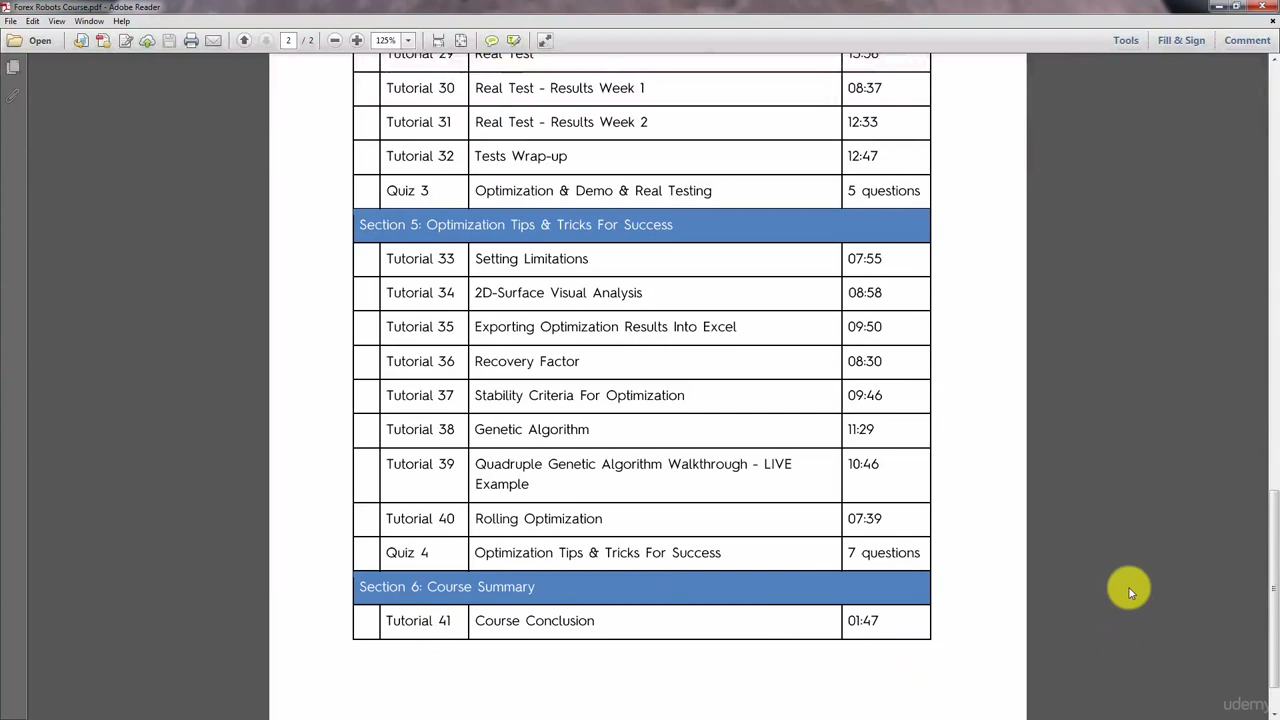 Forex Robots Course.pdf - Adobe Reader
File Edit View Window Help
Open 2 / 2 125% Tools Fill & Sign Comment
Tutorial 29 Real Test
Tutorial 30 Real Test - Results Week 1 08:37
Tutorial 31 Real Test - Results Week 2 12:33
Tutorial 32 Tests Wrap-up 12:47
Quiz 3 Optimization & Demo & Real Testing 5 questions
Section 5: Optimization Tips & Tricks For Success
Tutorial 33 Setting Limitations 07:55
Tutorial 34 2D-Surface Visual Analysis 08:58
Tutorial 35 Exporting Optimization Results Into Excel 09:50
Tutorial 36 Recovery Factor 08:30
Tutorial 37 Stability Criteria For Optimization 09:46
Tutorial 38 Genetic Algorithm 11:29
Tutorial 39 Quadruple Genetic Algorithm Walkthrough - LIVE 10:46
Example
Tutorial 40 Rolling Optimization 07:39
Quiz 4 Optimization Tips & Tricks For Success 7 questions
Section 6: Course Summary
Tutorial 41 Course Conclusion 01:47
udemy